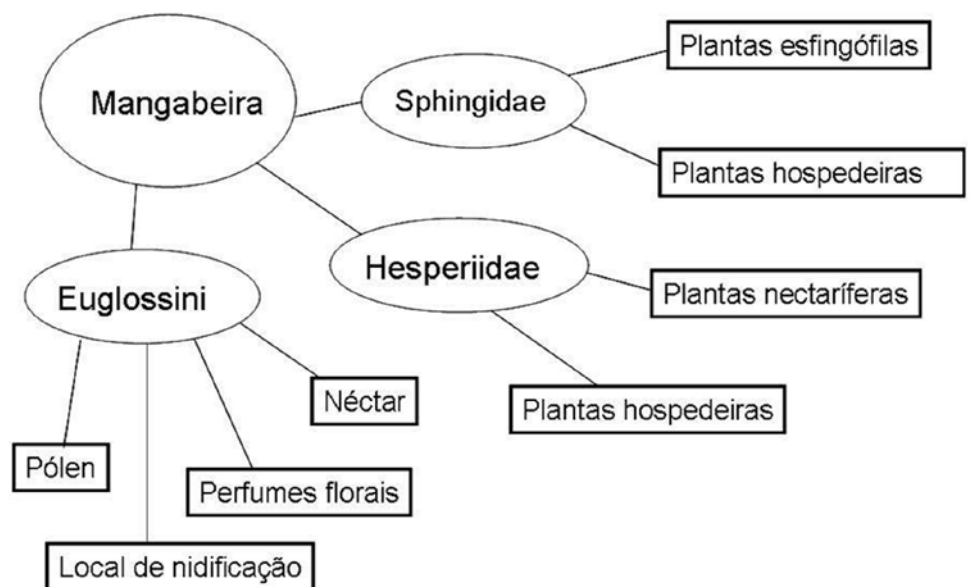 Plantas esfingófilas
Mangabeira
Sphingidae
Plantas hospedeiras
Hesperiidae
Euglossini
Plantas nectaríferas
Néctar
Plantas hospedeiras
Pólen
Perfumes florais
Local de nidificação